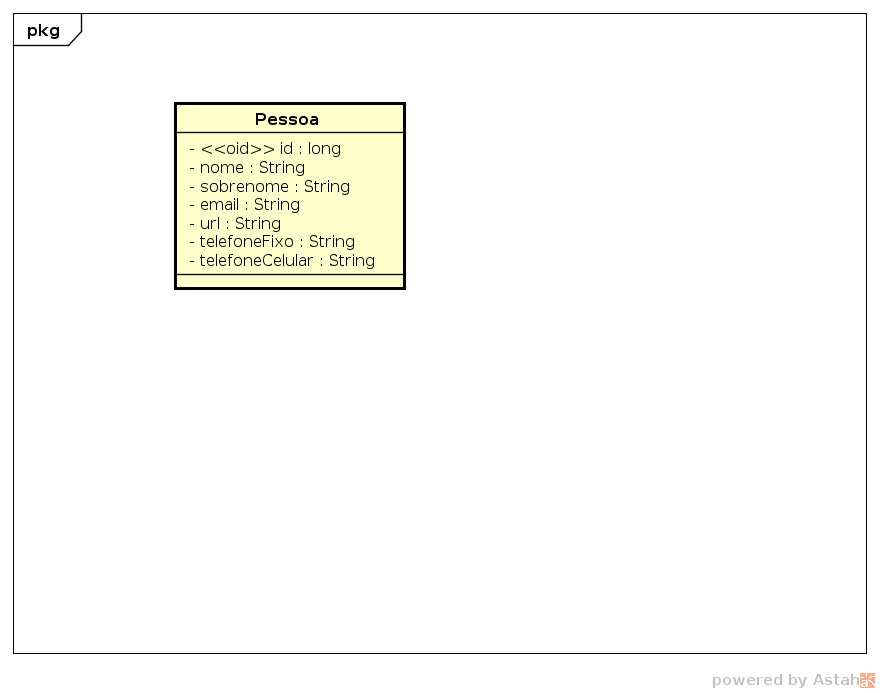 pkg
Pessoa
- <<oid>> id : long
- nome : String
- sobrenome : String
- email : String
- url : String
- telefoneFixo : String
- telefoneCelular : String
powered by Astah